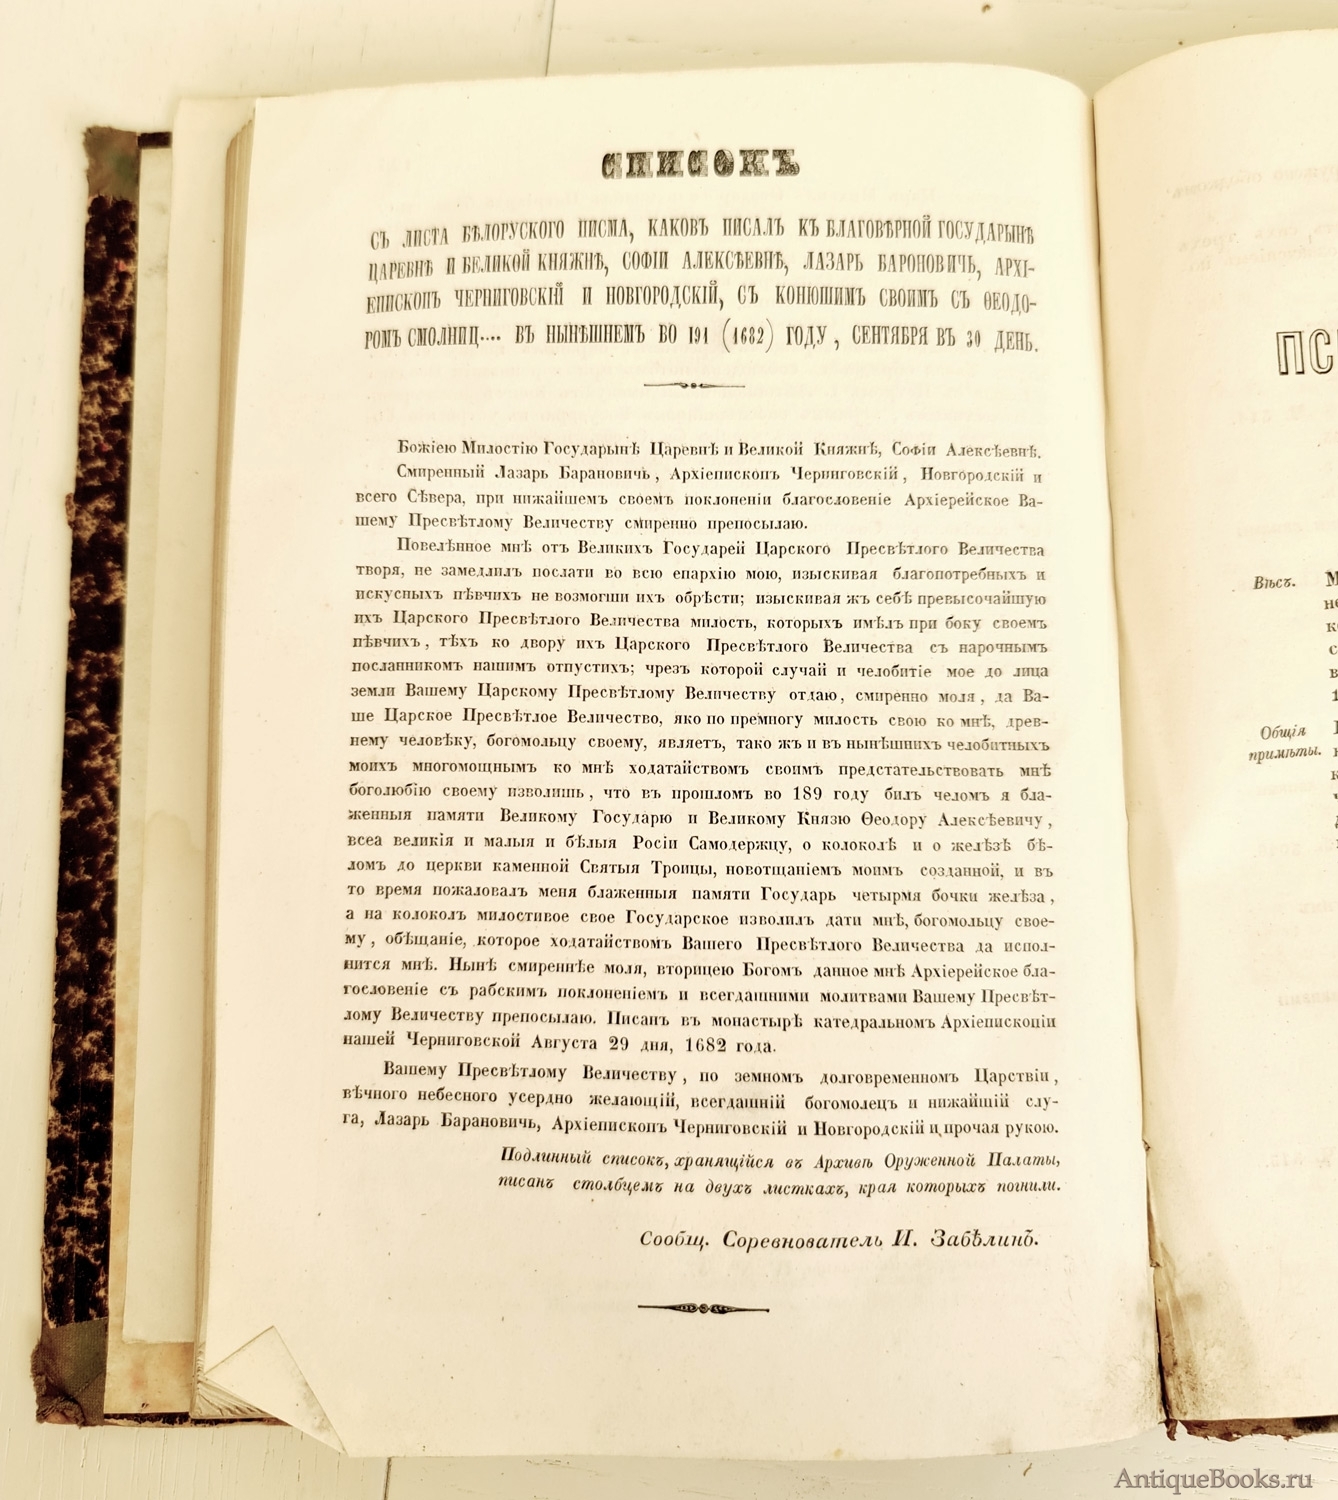 СПИСОКЪ
СЪ ЛИСТА БѢЛОРУСКОГО ПИСМА, КАКОВЪ ПИСАЛЪ КЪ БЛАГОВѢРНОЙ ГОСУДАРЫНѢ
ЦАРЕВНѢ И ВЕЛИКОЙ КНЯЖНѢ, СОФІИ АЛЕКСѢЕВНѢ, ЛАЗАРЬ БАРОНОВИЧЬ, АРХІ-
ЕПИСКОПЪ ЧЕРНИГОВСКІЙ И НОВГОРОДСКІЙ, СЪ КОНЮШИМЪ СВОИМЪ СЪ ѲЕОДО-
РОМЪ СМОЛНИЦ.... ВЪ НЫНѢШНЕМЪ ВО 191 (1682) ГОДУ, СЕНТЯБРЯ ВЪ 30 ДЕНЬ.
Божіею Милостію Государынѣ Царевнѣ и Великой Княжнѣ, Софіи Алексѣевнѣ.
Смиренный Лазарь Барановичь, Архіепископъ Черниговскій, Новгородскій и
всего Сѣвера, при нижайшемъ своемъ поклоненіи благословеніе Архіерейское Ва-
шему Пресвѣтлому Величеству смиренно препосылаю.
Повелѣнное мнѣ отъ Великихъ Государей Царского Пресвѣтлого Величества
творя, не замедлилъ послати во всю епархію мою, изыскивая благопотребныхъ и
искусныхъ пѣвчихъ не возмогши ихъ обрѣсти; изыскивая жъ себѣ превысочайшую
ихъ Царского Пресвѣтлого Величества милость, которыхъ имѣлъ при боку своемъ
пѣвчихъ, тѣхъ ко двору ихъ Царского Пресвѣтлого Величества съ нарочнымъ
посланникомъ нашимъ отпустихъ; чрезъ которой случай и челобитіе мое до лица
земли Вашему Царскому Пресвѣтлому Величеству отдаю, смиренно моля, да Ва-
ше Царское Пресвѣтлое Величество, яко по премногу милость свою ко мнѣ, древ-
нему человѣку, богомольцу своему, являетъ, тако жъ и въ нынѣшнихъ челобитныхъ
моихъ многомощнымъ ко мнѣ ходатайствомъ своимъ предстательствовать мнѣ
боголюбію своему изволишь, что въ прошломъ во 189 году билъ челомъ я бла-
женныя памяти Великому Государю и Великому Князю Ѳеодору Алексѣевичу,
всеа великія и малыя и бѣлыя Росіи Самодержцу, о колоколѣ и о желѣзѣ бѣ-
ломъ до церкви каменной Святыя Троицы, новотщаніемъ моимъ созданной, и въ
то время пожаловалъ меня блаженныя памяти Государь четырмя бочки желѣза,
а на колоколъ милостивое свое Государское изволилъ дати мнѣ, богомольцу свое-
му, обѣщаніе, которое ходатайствомъ Вашего Пресвѣтлого Величества да испол-
нится мнѣ. Нынѣ смиреннѣе моля, вторицею Богомъ данное мнѣ Архіерейское бла-
гословеніе съ рабскимъ поклоненіемъ и всегдашними молитвами Вашему Пресвѣт-
лому Величеству препосылаю. Писанъ въ монастырѣ катедральномъ Архіепископіи
нашей Черниговской Августа 29 дня, 1682 года.
Вашему Пресвѣтлому Величеству, по земномъ долговременномъ Царствіи,
вѣчного небесного усердно желающій, всегдашній богомолецъ и нижайшій слу-
га, Лазарь Барановичь, Архіепископъ Черниговскій и Новгородскій и прочая рукою.
Подлинный списокъ, хранящійся въ Архивѣ Оруженной Палаты,
писанъ столбцемъ на двухъ листкахъ, края которыхъ погнили.
Сообщ. Соревнователь И. Забѣлинъ.
ПС
Вѣсъ.
Общія
примѣты.
AntiqueBooks.ru